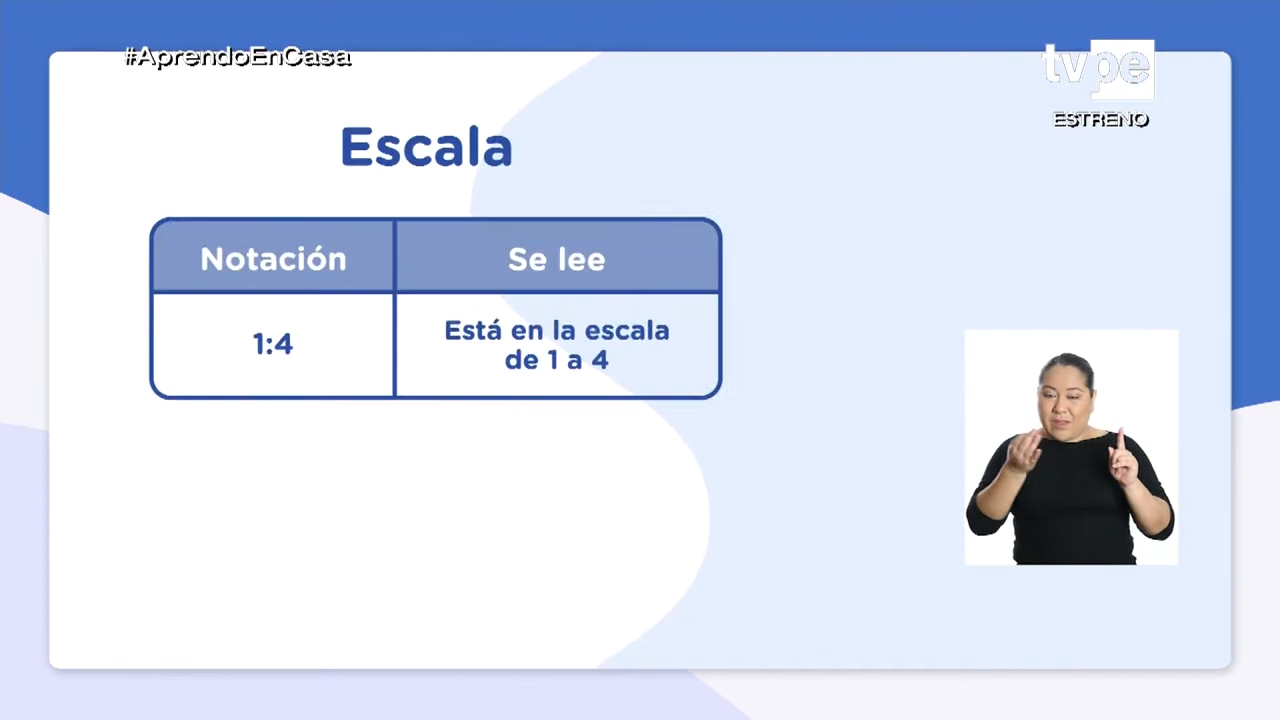 #AprendoEnCasa
tvpe
ESTRENO
Escala
Notación
Se lee
1:4
Está en la escala
de 1 a 4